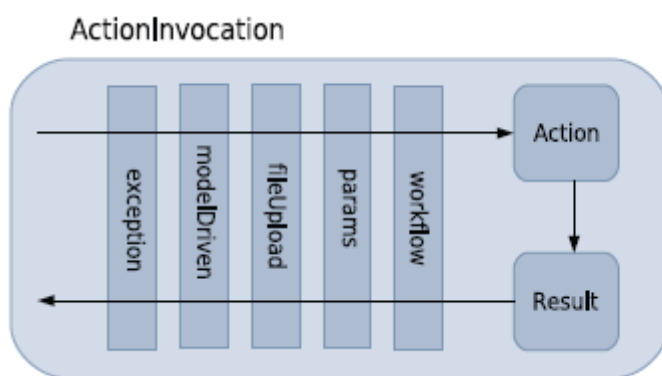 ActionInvocation
exception
modelDriven
fileUpload
params
workflow
Action
Result